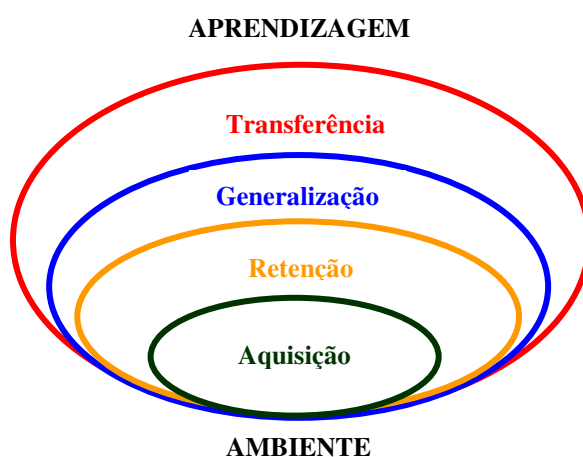 APRENDIZAGEM
Transferência
Generalização
Retenção
Aquisição
AMBIENTE